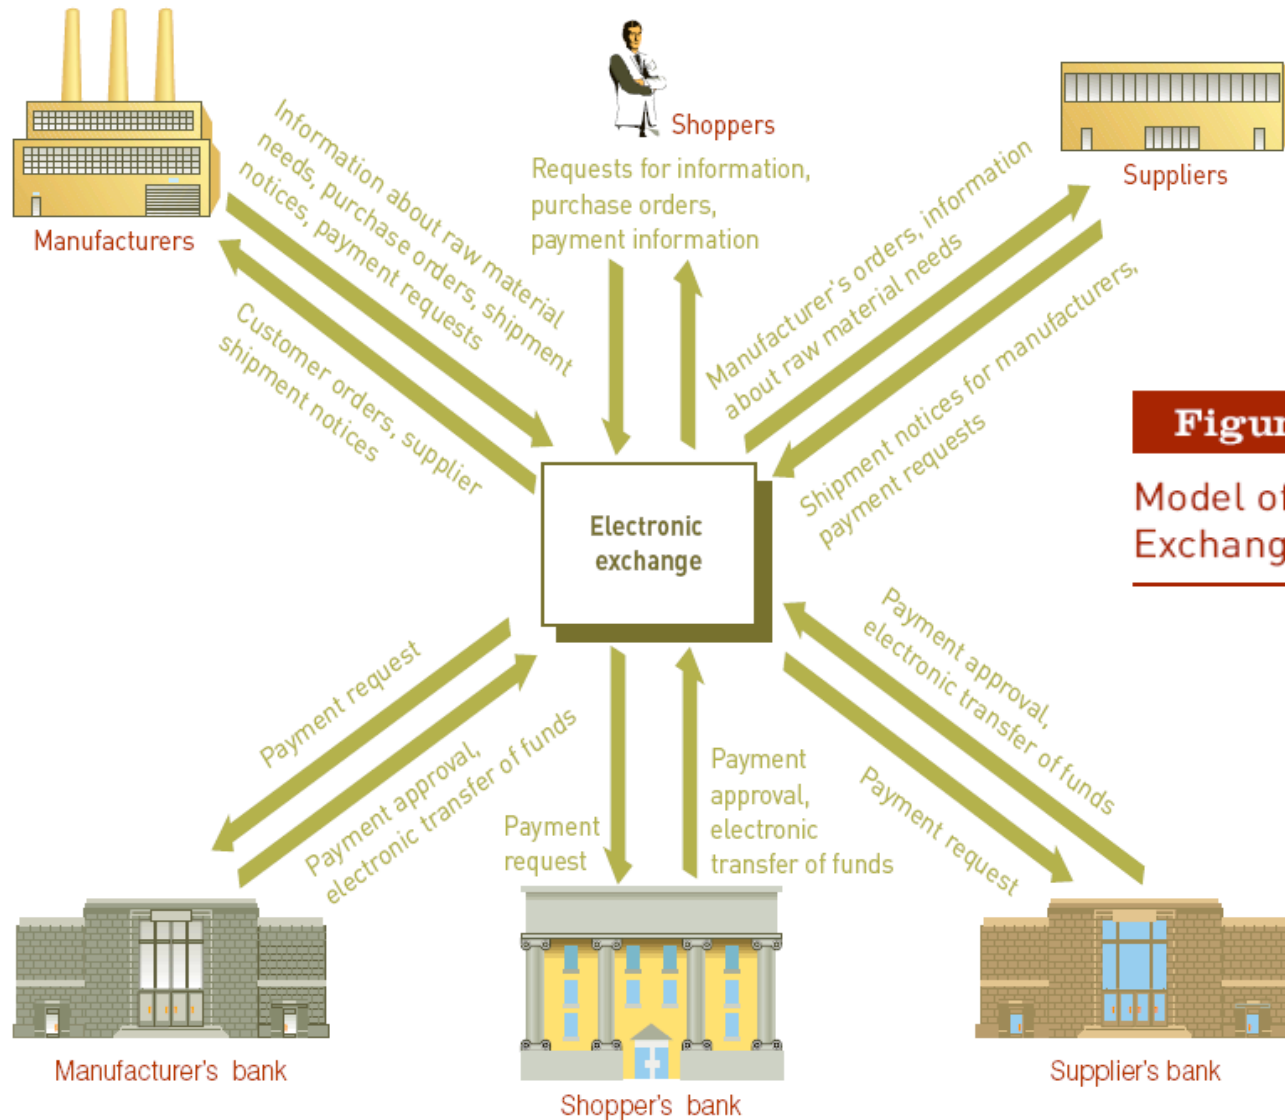 Shoppers
Manufacturers
Suppliers
Information about raw material
needs, purchase orders, shipment
notices, payment requests
Customer orders, supplier
shipment notices
Requests for information,
purchase orders,
payment information
Manufacturer's orders, information
about raw material needs
Shipment notices for manufacturers,
payment requests
Figur
Model of
Exchang
Electronic
exchange
Payment request
Payment approval,
electronic transfer of funds
Payment
request
Payment
approval,
electronic
transfer of funds
Payment approval,
electronic transfer of funds
Payment request
Manufacturer's bank
Shopper's bank
Supplier's bank